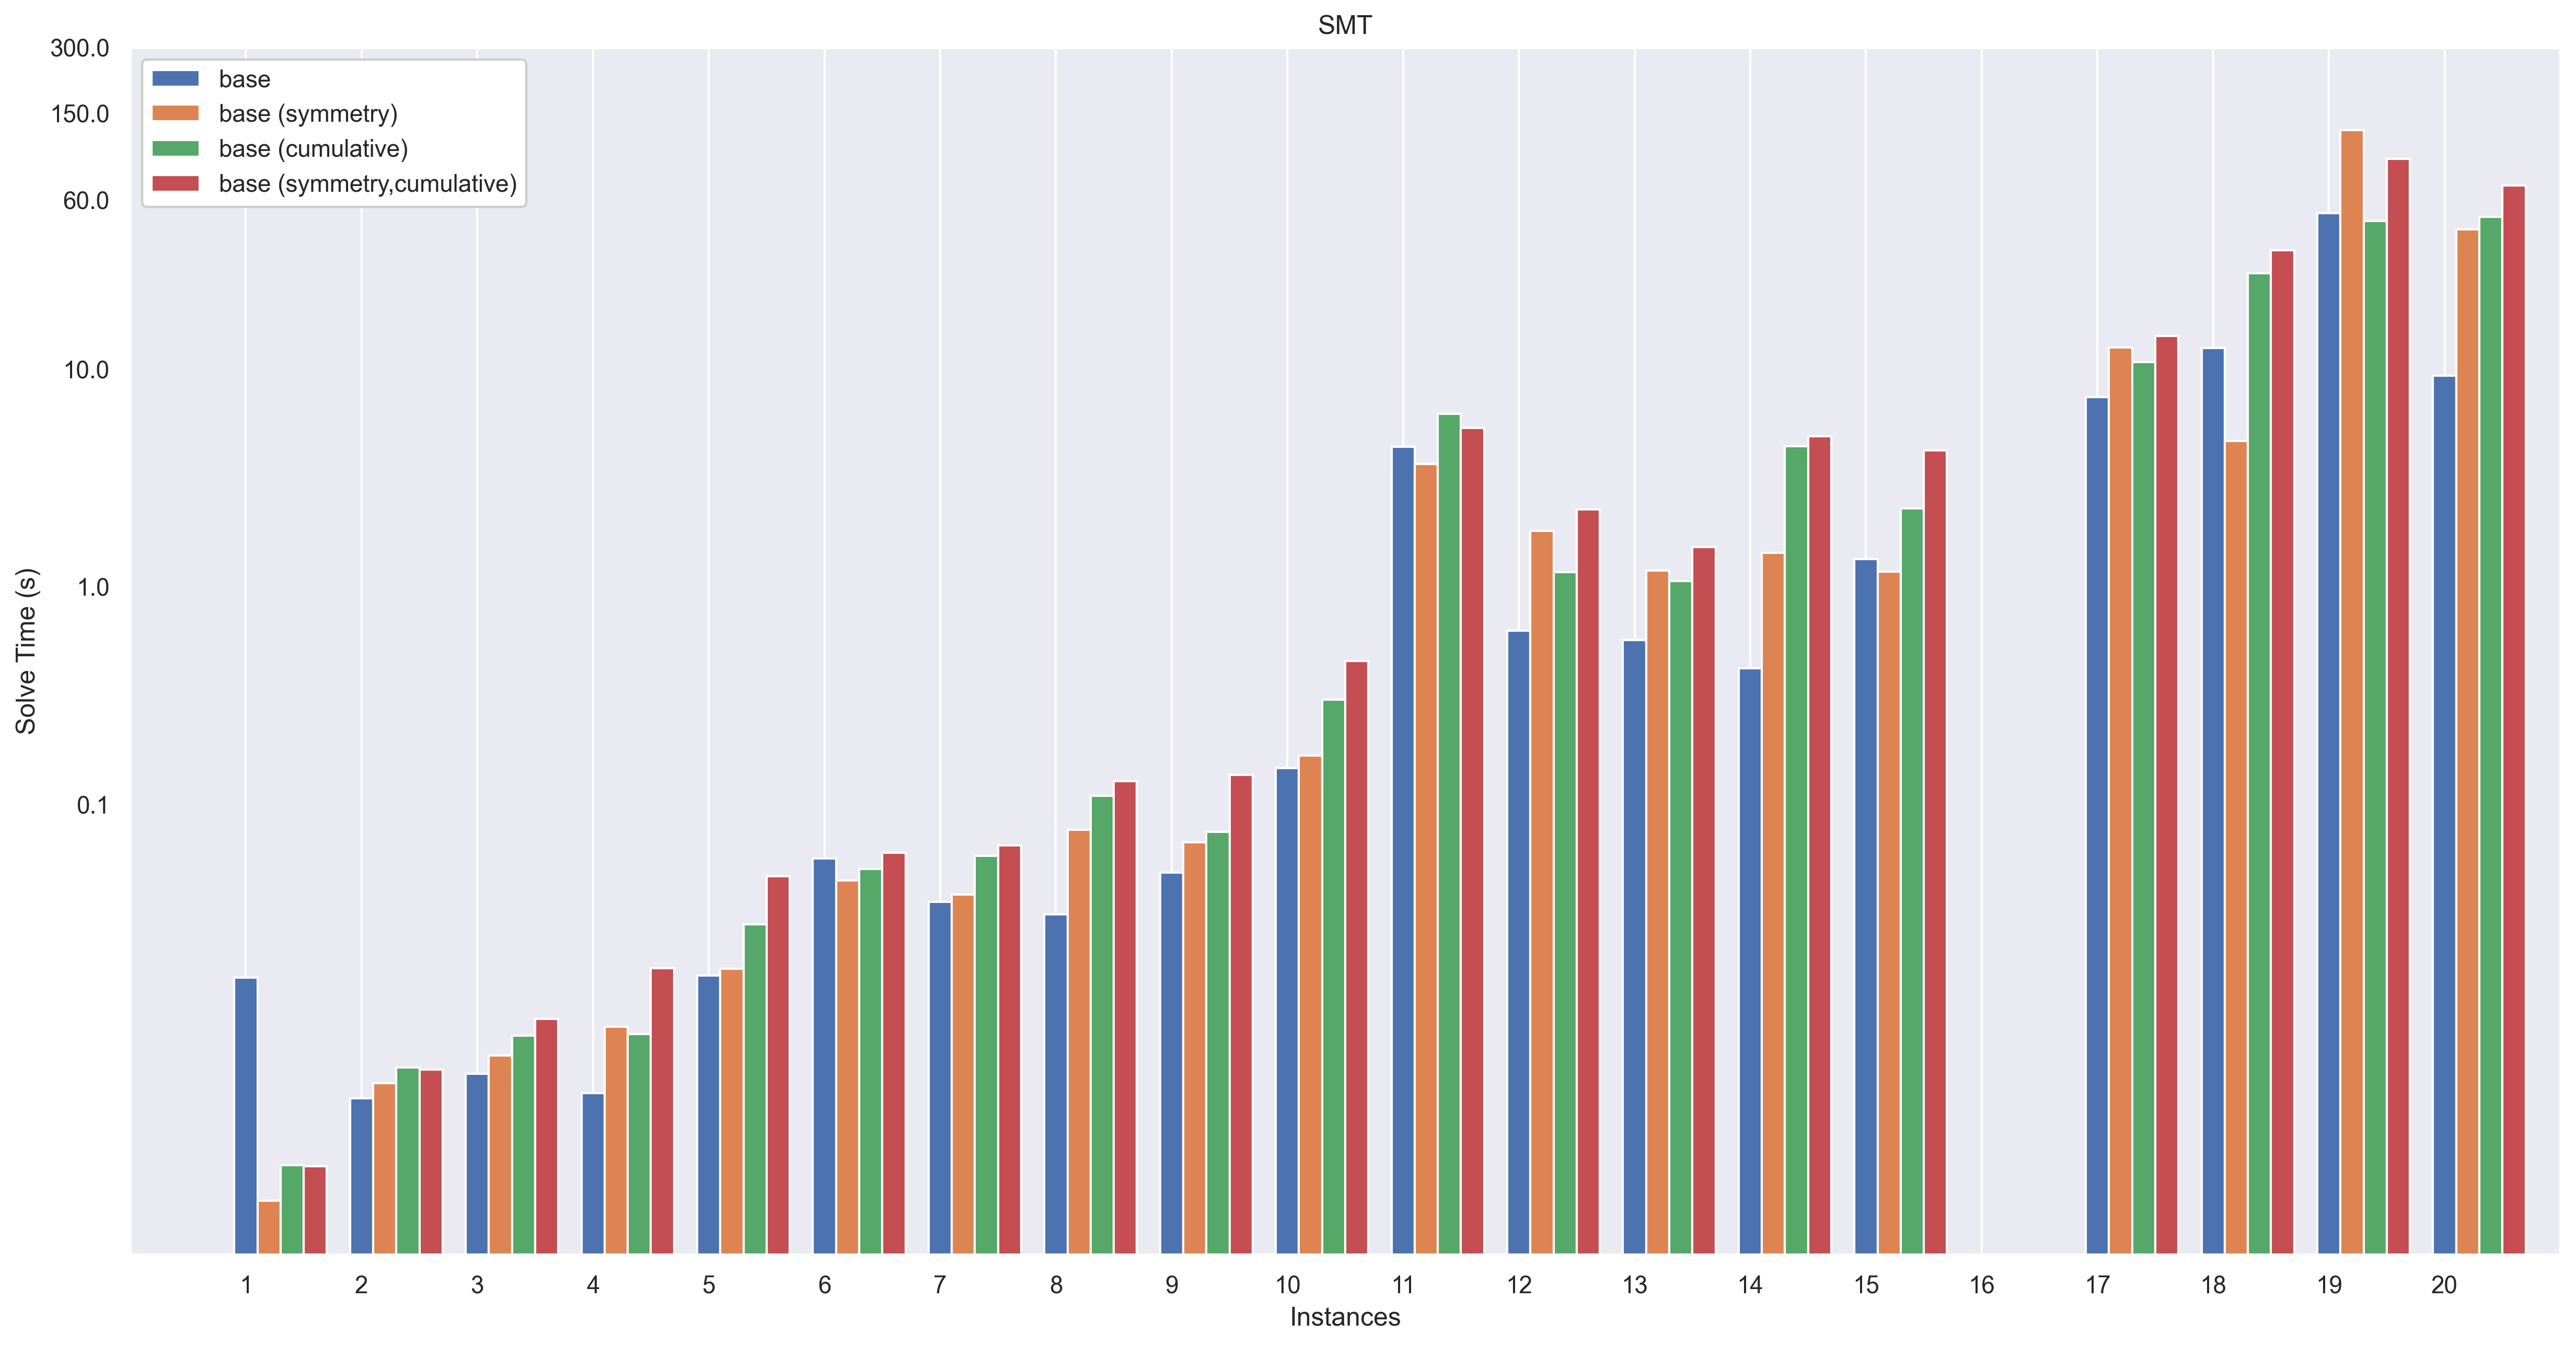 SMT
300.0
150.0
60.0
10.0
1.0
0.1
Solve Time (s)
base
base (symmetry)
base (cumulative)
base (symmetry,cumulative)
1 2 3 4 5 6 7 8 9 10 11 12 13 14 15 16 17 18 19 20
Instances